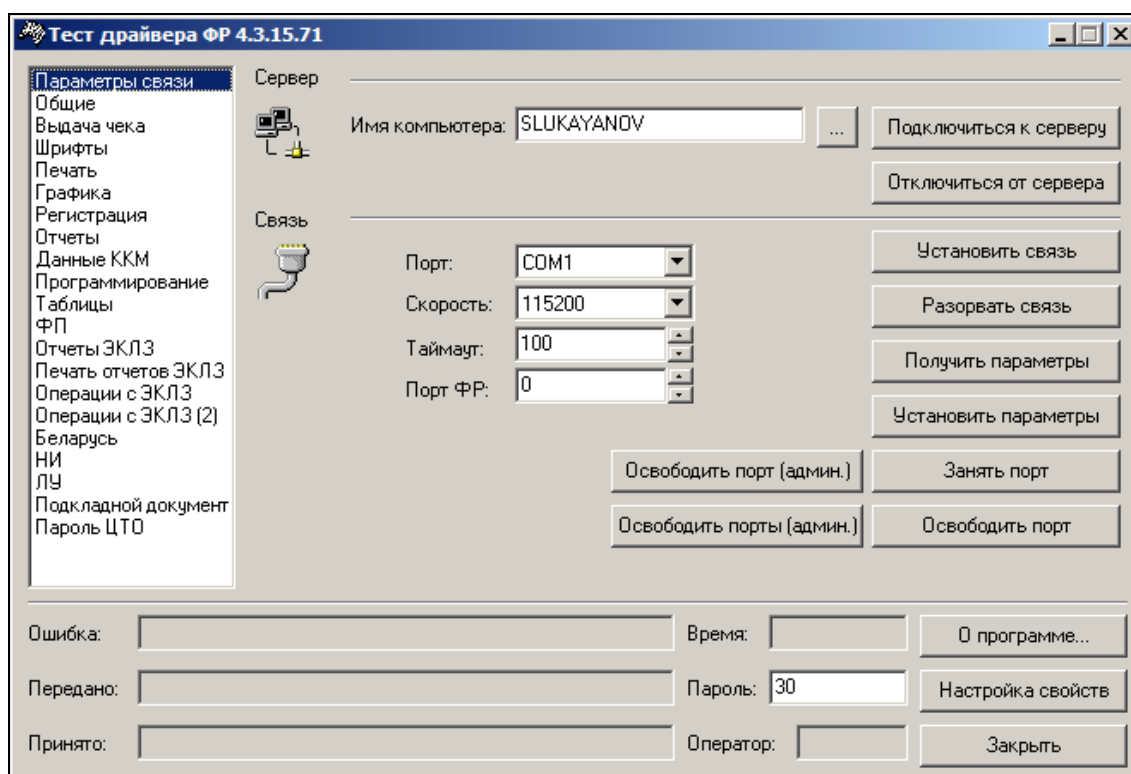 Тест драйвера ФР 4.3.15.71
Параметры связи
Общие
Выдача чека
Шрифты
Печать
Графика
Регистрация
Отчеты
Данные ККМ
Программирование
Таблицы
ФП
Отчеты ЭКЛЗ
Печать отчетов ЭКЛЗ
Операции с ЭКЛЗ
Операции с ЭКЛЗ (2)
Беларусь
НИ
ЛУ
Подкладной документ
Пароль ЦТО
Сервер
Имя компьютера: SLUKAYANOV ... Подключиться к серверу
Отключиться от сервера
Связь
Порт: COM1 Установить связь
Скорость: 115200 Разорвать связь
Таймаут: 100 Получить параметры
Порт ФР: 0 Установить параметры
Освободить порт (админ.) Занять порт
Освободить порты (админ.) Освободить порт
Ошибка: Время: О программе...
Передано: Пароль: 30 Настройка свойств
Принято: Оператор: Закрыть